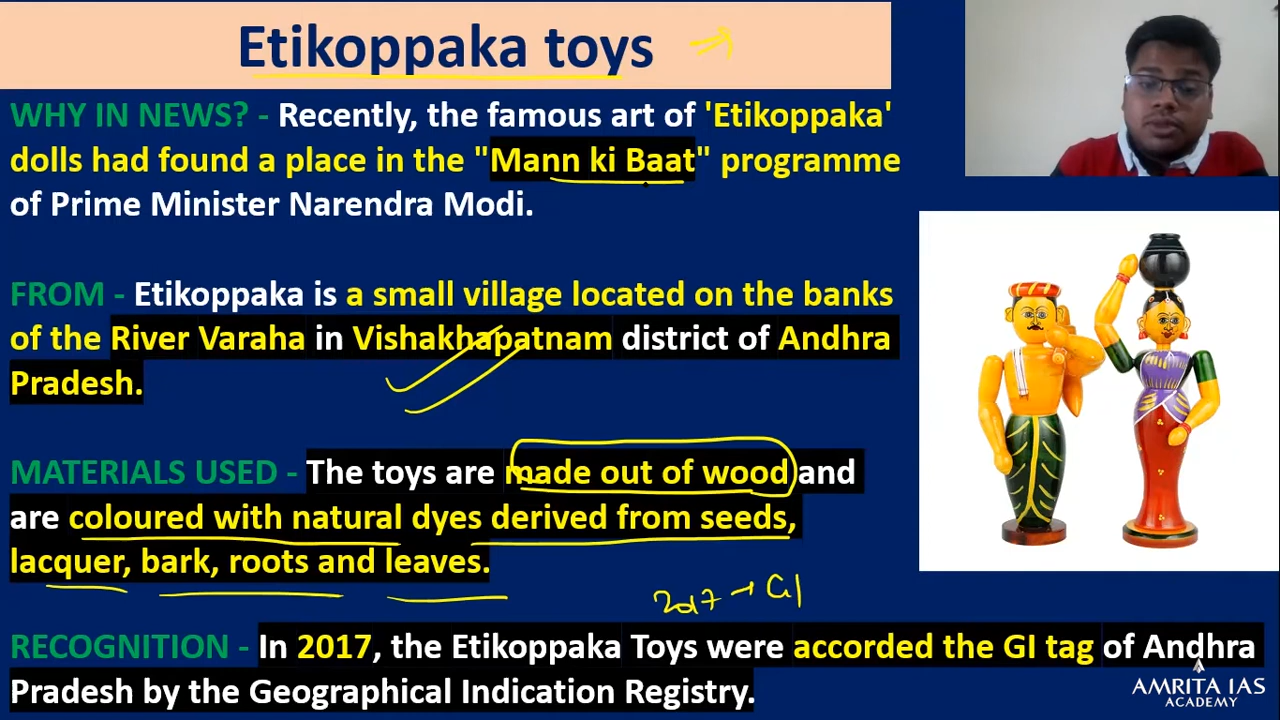 Etikoppaka toys
WHY IN NEWS? - Recently, the famous art of 'Etikoppaka'
dolls had found a place in the "Mann ki Baat" programme
of Prime Minister Narendra Modi.
FROM - Etikoppaka is a small village located on the banks
of the River Varaha in Vishakhapatnam district of Andhra
Pradesh.
MATERIALS USED - The toys are made out of wood and
are coloured with natural dyes derived from seeds,
lacquer, bark, roots and leaves.
2017 → GI
RECOGNITION - In 2017, the Etikoppaka Toys were accorded the GI tag of Andhra
Pradesh by the Geographical Indication Registry.
AMRITA IAS
ACADEMY